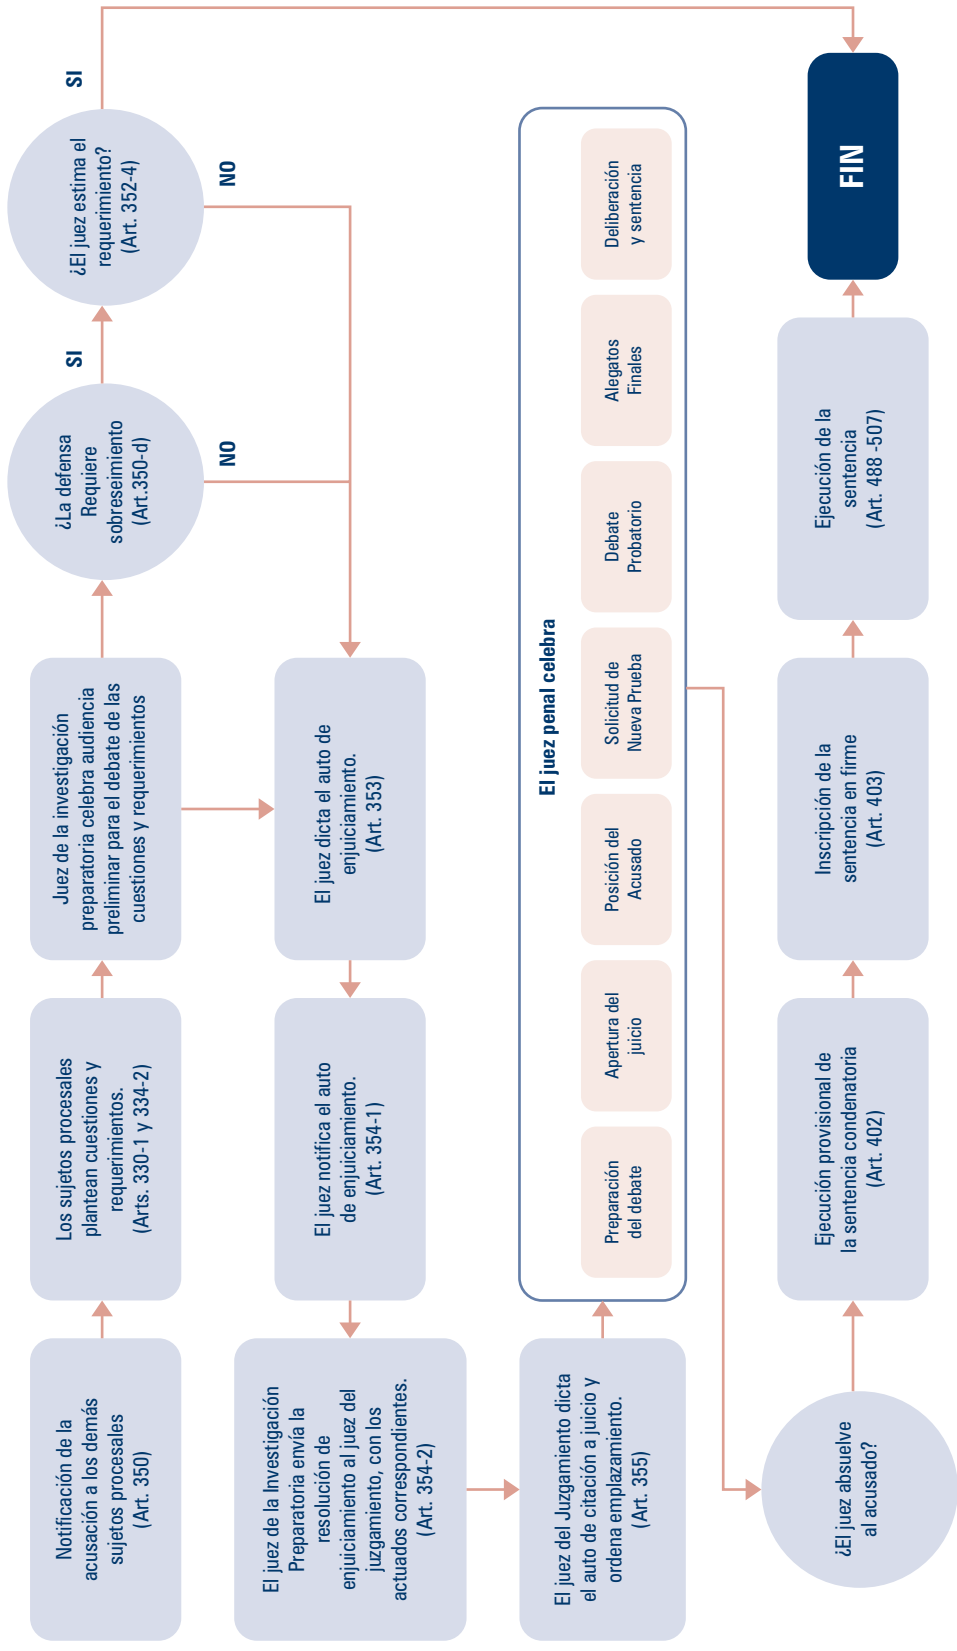 Notificación de la
acusación a los demás
sujetos procesales
(Art. 350)
Los sujetos procesales
plantean cuestiones y
requerimientos.
(Arts. 330-1 y 334-2)
Juez de la investigación
preparatoria celebra audiencia
preliminar para el debate de las
cuestiones y requerimientos
¿La defensa
Requiere
sobreseimiento
(Art.350-d)
SI
NO
¿El juez estima el
requerimiento?
(Art. 352-4)
SI
NO
El juez dicta el auto de
enjuiciamiento.
(Art. 353)
El juez notifica el auto
de enjuiciamiento.
(Art. 354-1)
El juez de la Investigación
Preparatoria envía la
resolución de
enjuiciamiento al juez del
juzgamiento, con los
actuados correspondientes.
(Art. 354-2)
El juez del Juzgamiento dicta
el auto de citación a juicio y
ordena emplazamiento.
(Art. 355)
El juez penal celebra
Preparación
del debate
Apertura del
juicio
Posición del
Acusado
Solicitud de
Nueva Prueba
Debate
Probatorio
Alegatos
Finales
Deliberación
y sentencia
¿El juez absuelve
al acusado?
Ejecución provisional de
la sentencia condenatoria
(Art. 402)
Inscripción de la
sentencia en firme
(Art. 403)
Ejecución de la
sentencia
(Art. 488 -507)
FIN